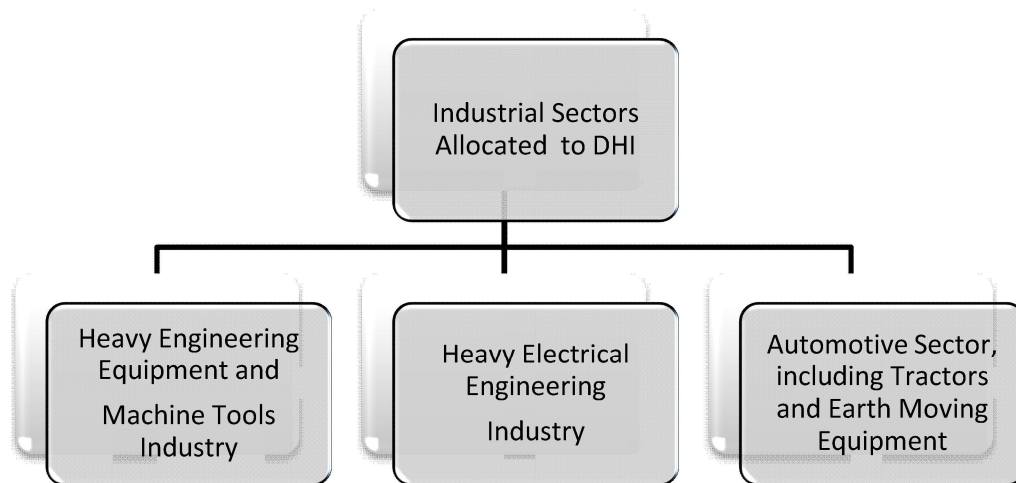 Industrial Sectors
Allocated to DHI
Heavy Engineering
Equipment and
Machine Tools
Industry
Heavy Electrical
Engineering
Industry
Automotive Sector,
including Tractors
and Earth Moving
Equipment